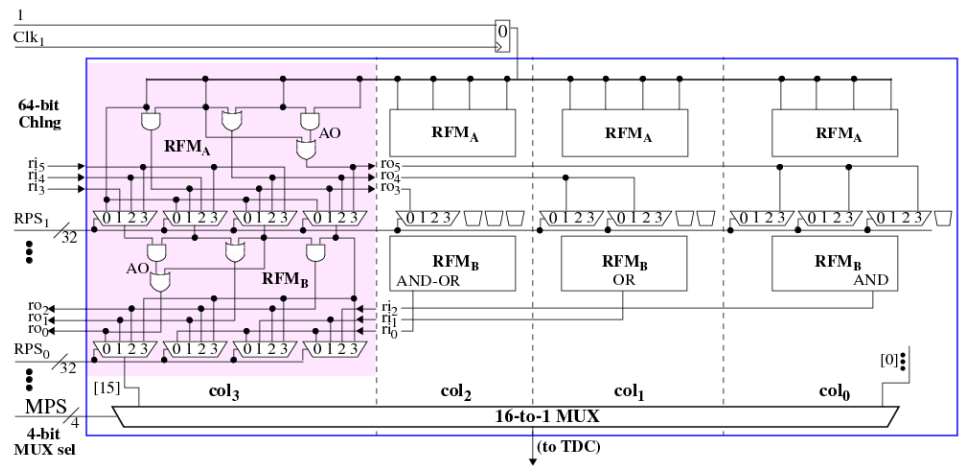 1
0
Clk1
64-bit
Chlng
AO
RFMA
RFMA
RFMA
RFMA
ri5
ri4
ri3
ro5
ro4
ro3
RPS1
32
0 1 2 3
0 1 2 3
0 1 2 3
0 1 2 3
0 1 2 3
0 1 2 3
0 1 2 3
0 1 2 3
0 1 2 3
0 1 2 3
AO
RFMB
RFMB
AND-OR
RFMB
OR
RFMB
AND
ro2
ro1
ro0
ri2
ri1
ri0
RPS0
32
0 1 2 3
0 1 2 3
0 1 2 3
0 1 2 3
[15]
[0]
col3
col2
col1
col0
MPS
4
16-to-1 MUX
4-bit
MUX sel
(to TDC)